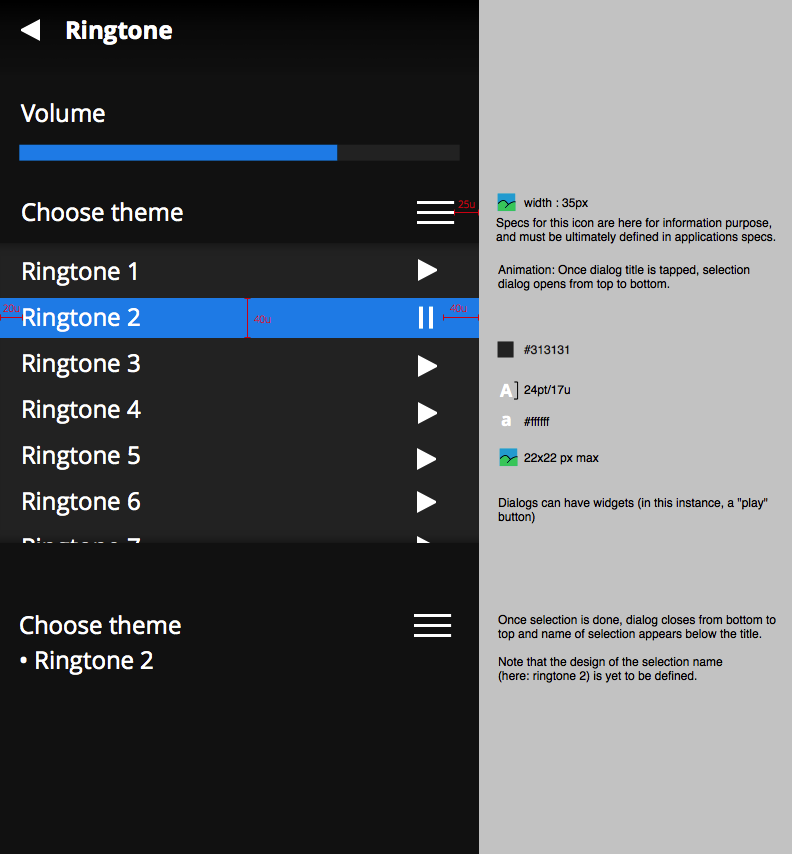 Ringtone
Volume
Choose theme
25u
width : 35px
Specs for this icon are here for information purpose,
and must be ultimately defined in applications specs.
Animation: Once dialog title is tapped, selection
dialog opens from top to bottom.
Ringtone 1
20u
Ringtone 2
40u
40u
Ringtone 3
Ringtone 4
Ringtone 5
Ringtone 6
Ringtone 7
#313131
A
24pt/17u
a
#ffffff
22x22 px max
Dialogs can have widgets (in this instance, a "play"
button)
Choose theme
• Ringtone 2
Once selection is done, dialog closes from bottom to
top and name of selection appears below the title.
Note that the design of the selection name
(here: ringtone 2) is yet to be defined.